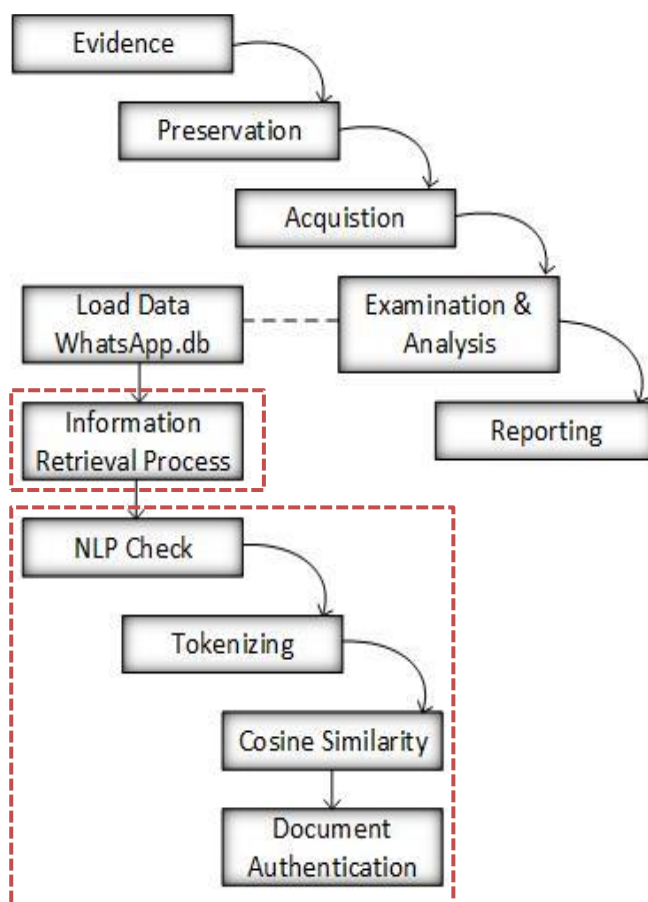 Evidence
Preservation
Acquistion
Load Data
WhatsApp.db
Examination &
Analysis
Information
Retrieval Process
Reporting
NLP Check
Tokenizing
Cosine Similarity
Document
Authentication